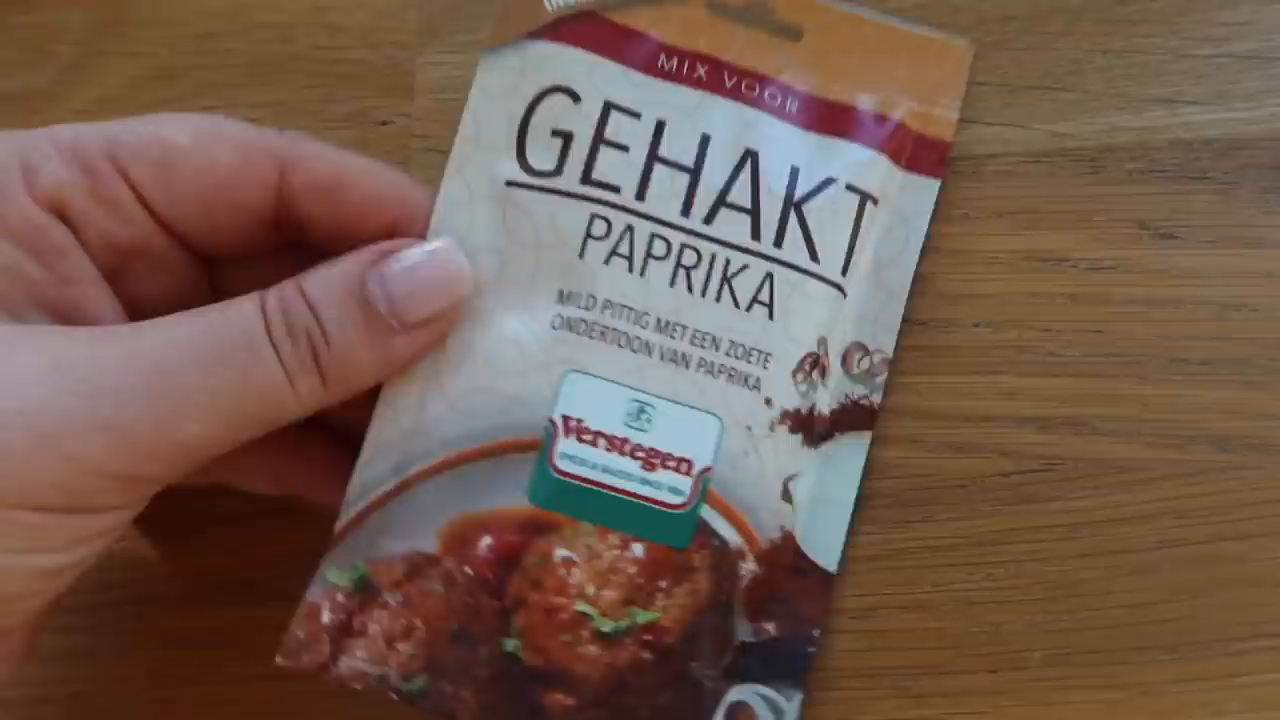 MIX VOOR
GEHAKT
PAPRIKA
MILD PITTIG MET EEN ZOETE
ONDERTOON VAN PAPRIKA
Verstegen